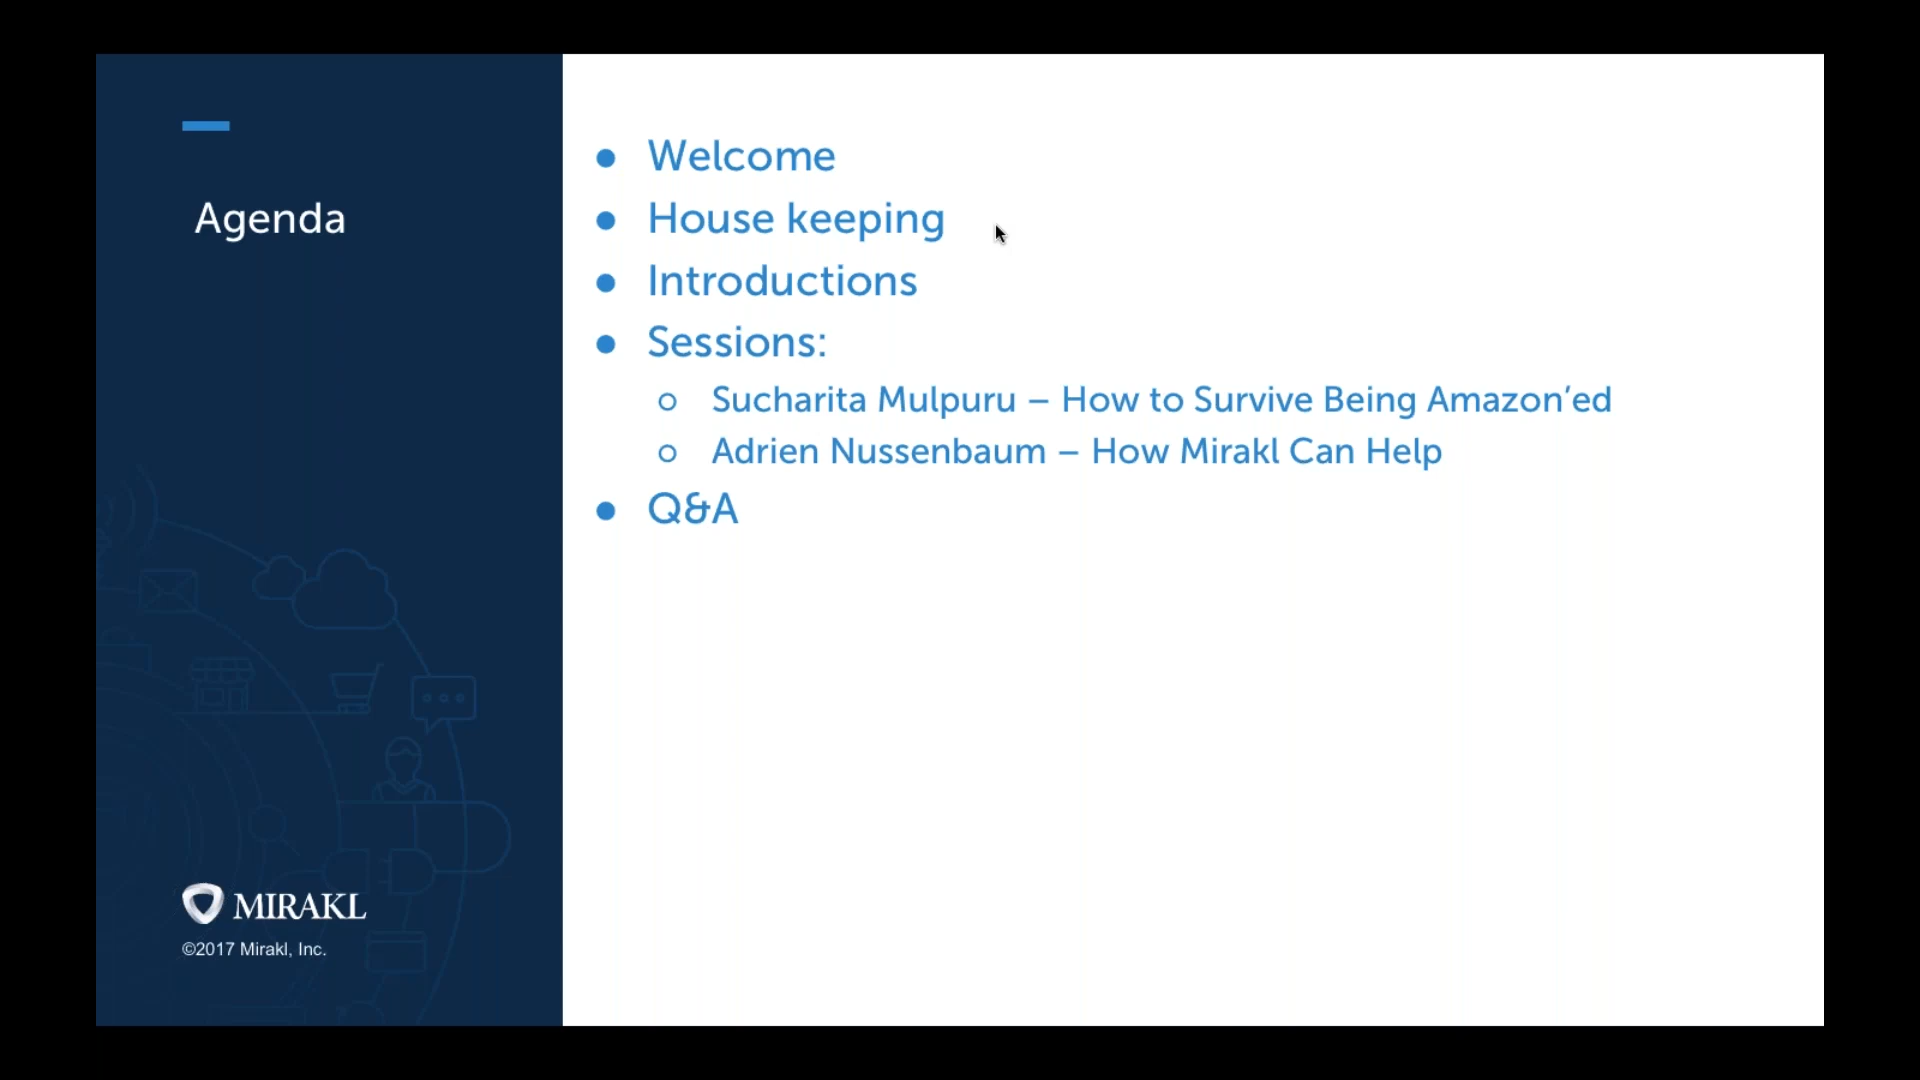 Agenda
● Welcome
● House keeping
● Introductions
● Sessions:
○ Sucharita Mulpuru – How to Survive Being Amazon’ed
○ Adrien Nussenbaum – How Mirakl Can Help
● Q&A
MIRAKL
©2017 Mirakl, Inc.